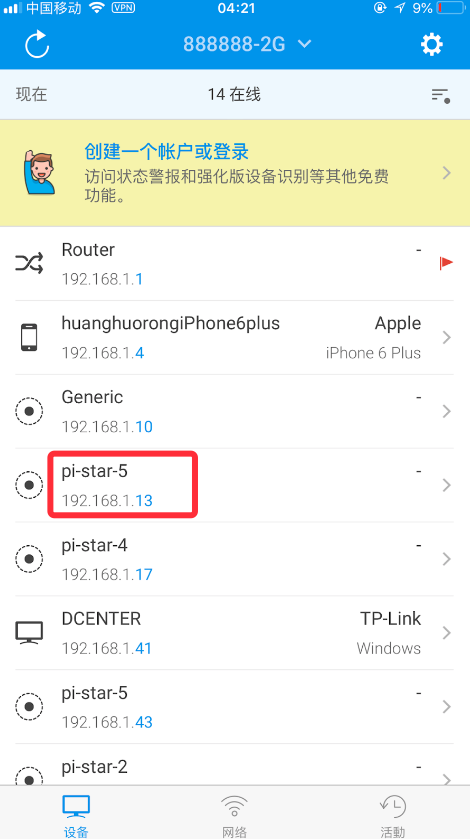 中国移动 VPN 04:21 9%
888888-2G
现在 14 在线
创建一个帐户或登录
访问状态警报和强化版设备识别等其他免费
功能。
Router -
192.168.1.1
huanghuorongiPhone6plus Apple
192.168.1.4 iPhone 6 Plus
Generic -
192.168.1.10
pi-star-5 -
192.168.1.13
pi-star-4 -
192.168.1.17
DCENTER TP-Link
192.168.1.41 Windows
pi-star-5 -
192.168.1.43
pi-star-2 -
设备 网络 活動